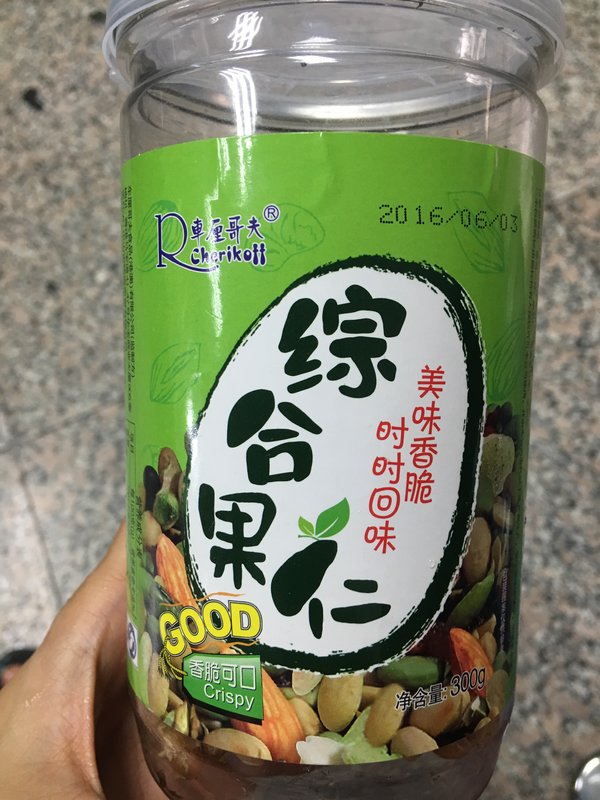 車厘哥夫®
Cherikoff
2016/06/03
综合果仁
美味香脆
时时回味
GOOD
香脆可口
Crispy
净含量: 300g